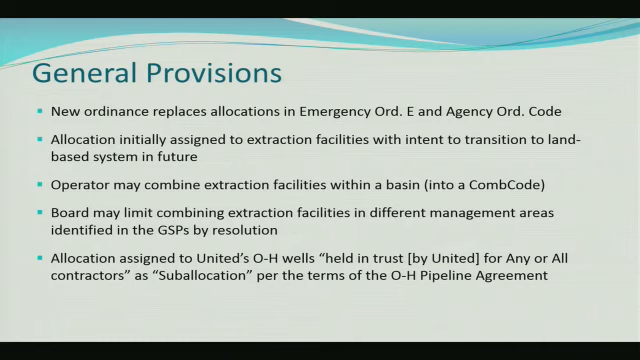 General Provisions
New ordinance replaces allocations in Emergency Ord. E and Agency Ord. Code
Allocation initially assigned to extraction facilities with intent to transition to land-
based system in future
Operator may combine extraction facilities within a basin (into a CombCode)
Board may limit combining extraction facilities in different management areas
identified in the GSPs by resolution
Allocation assigned to United's O-H wells “held in trust [by United] for Any or All
contractors” as “Suballocation” per the terms of the O-H Pipeline Agreement